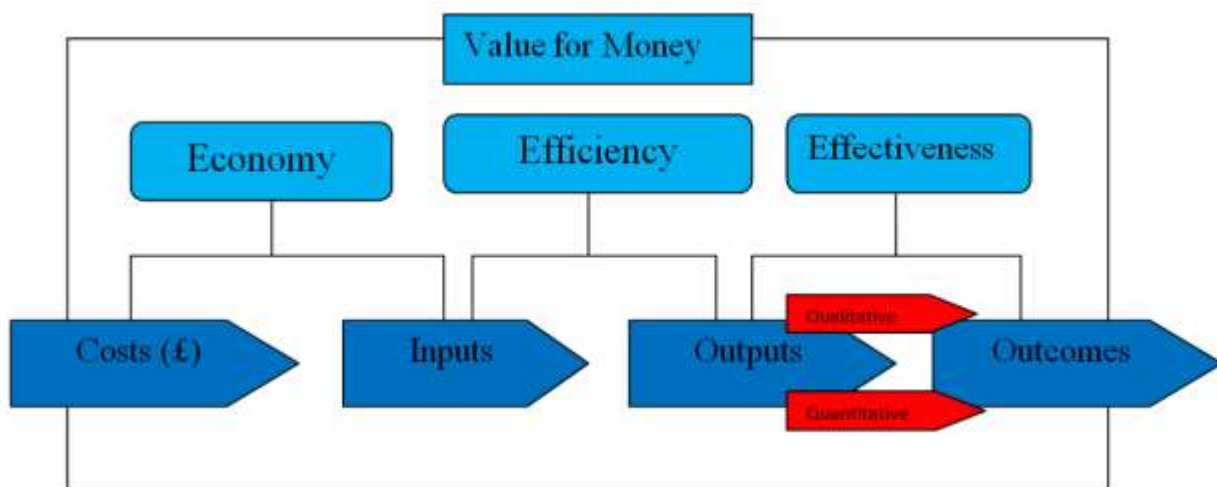 Value for Money
Economy
Efficiency
Effectiveness
Costs (£)
Inputs
Outputs
Qualitative
Quantitative
Outcomes